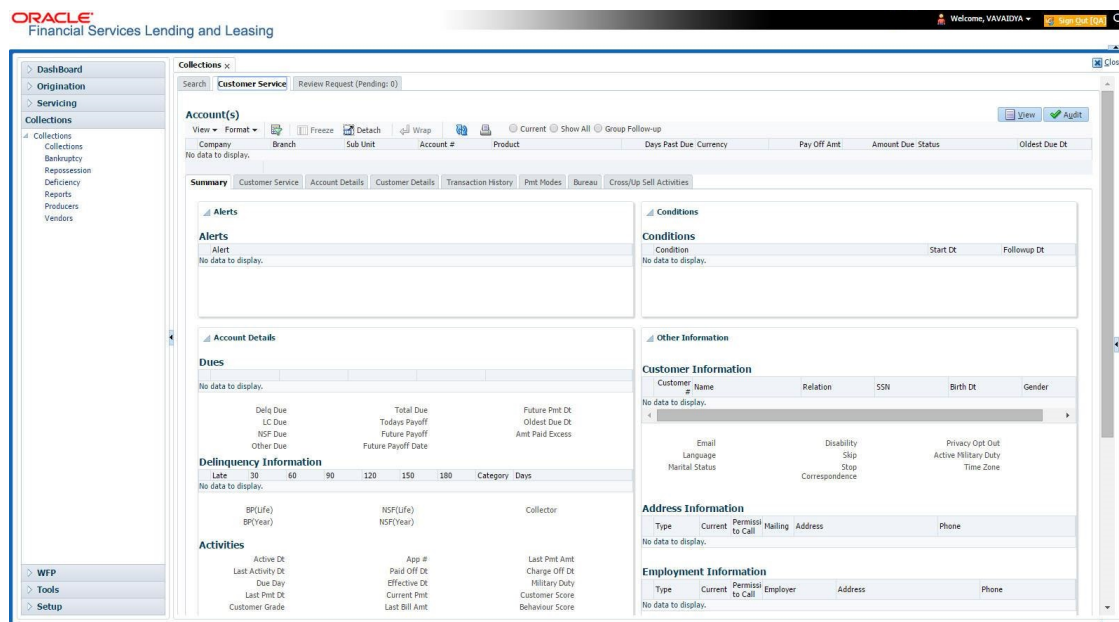 ORACLE
Financial Services Lending and Leasing
Welcome, VAVAIDYA
Sign Out [QA]
DashBoard
Origination
Servicing
Collections
Collections
Collections
Bankruptcy
Repossession
Deficiency
Reports
Producers
Vendors
WFP
Tools
Setup
Collections x
Clos
Search Customer Service Review Request (Pending: 0)
Account(s)
View Audit
View Format Freeze Detach Wrap Current Show All Group Follow-up
Company Branch Sub Unit Account # Product Days Past Due Currency Pay Off Amt Amount Due Status Oldest Due Dt
No data to display.
Summary Customer Service Account Details Customer Details Transaction History Pmt Modes Bureau Cross/Up Sell Activities
Alerts
Alerts
Alert
No data to display.
Conditions
Conditions
Condition Start Dt Followup Dt
No data to display.
Account Details
Dues
No data to display.
Delq Due Total Due Future Pmt Dt
LC Due Todays Payoff Oldest Due Dt
NSF Due Future Payoff Amt Paid Excess
Other Due Future Payoff Date
Delinquency Information
Late 30 60 90 120 150 180 Category Days
No data to display.
BP(Life) NSF(Life) Collector
BP(Year) NSF(Year)
Activities
Active Dt App # Last Pmt Amt
Last Activity Dt Paid Off Dt Charge Off Dt
Due Day Effective Dt Military Duty
Last Pmt Dt Current Pmt Customer Score
Customer Grade Last Bill Amt Behaviour Score
Other Information
Customer Information
Customer # Name Relation SSN Birth Dt Gender
No data to display.
Email Disability Privacy Opt Out
Language Skip Active Military Duty
Marital Status Stop Correspondence Time Zone
Address Information
Type Current Permissi to Call Mailing Address Phone
No data to display.
Employment Information
Type Current Permissi to Call Employer Address Phone
No data to display.